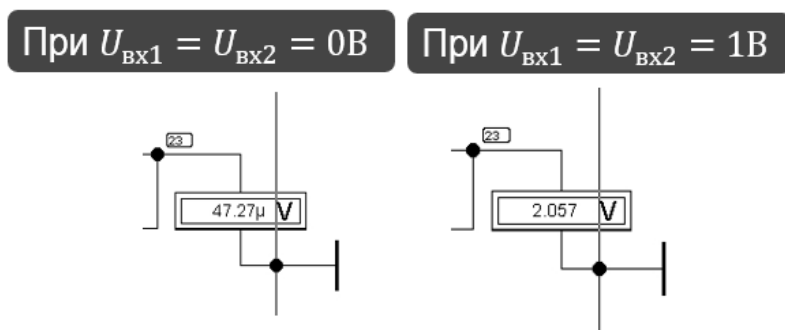 При U_вх1 = U_вх2 = 0В
При U_вх1 = U_вх2 = 1В
23
47.27µ V
23
2.057 V